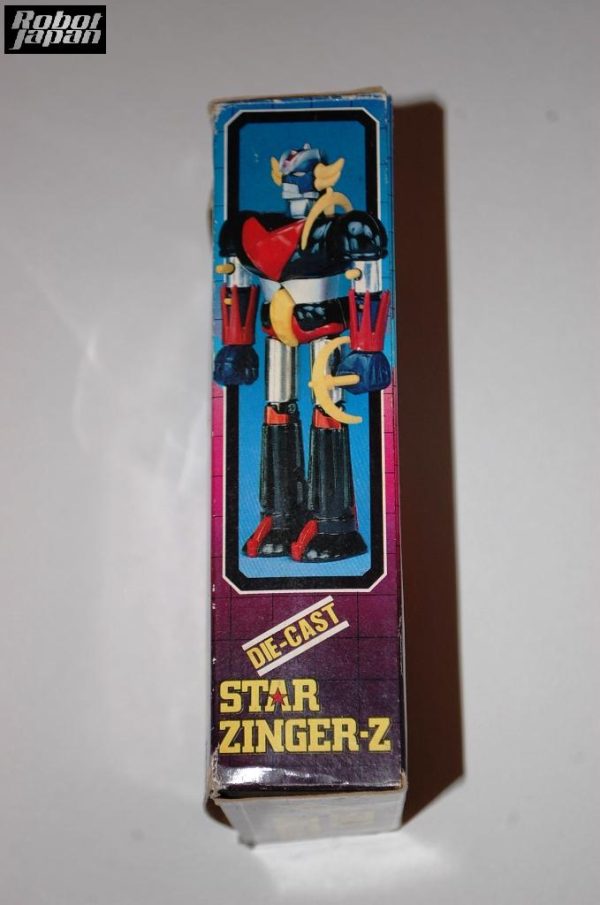 Robot
Japan
DIE-CAST
STAR
ZINGER-Z